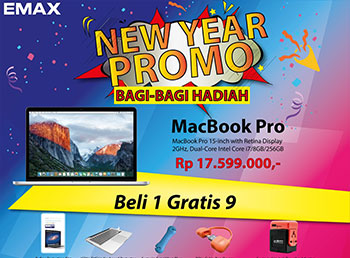 EMAX
NEW YEAR
PROMO
BAGI-BAGI HADIAH
MacBook Pro
MacBook Pro 15-inch with Retina Display
2GHz, Dual-Core Intel Core i7/8GB/256GB
Rp 17.599.000,-
Beli 1 Gratis 9